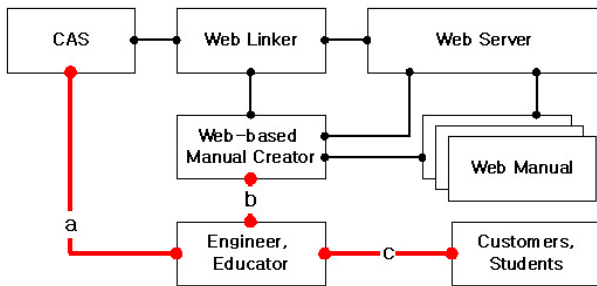 CAS
Web Linker
Web Server
Web-based
Manual Creator
Web Manual
b
a
Engineer,
Educator
c
Customers,
Students